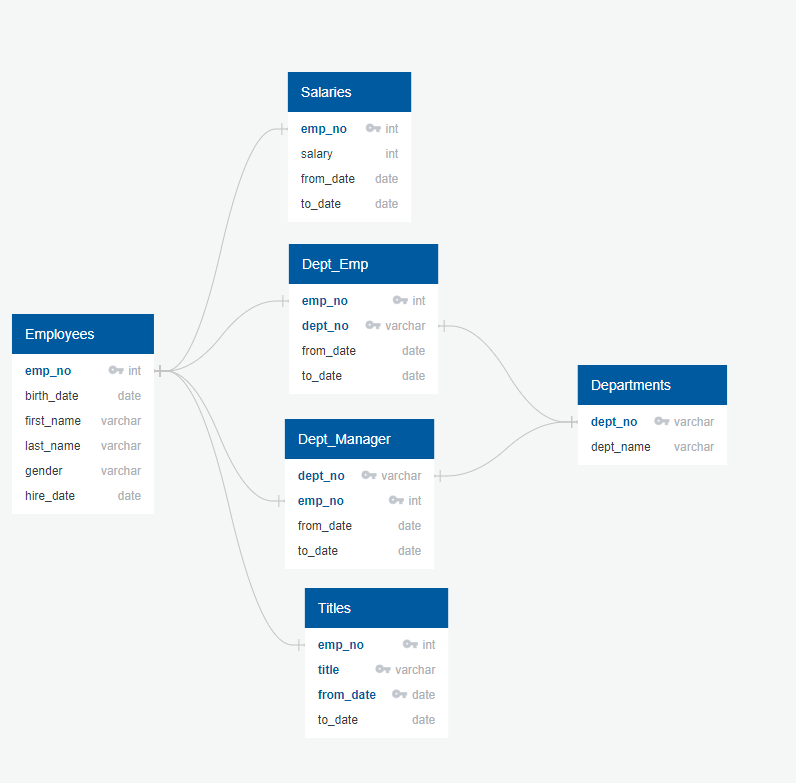 Salaries
emp_no int
salary int
from_date date
to_date date
Dept_Emp
emp_no int
dept_no varchar
from_date date
to_date date
Employees
emp_no int
birth_date date
first_name varchar
last_name varchar
gender varchar
hire_date date
Departments
dept_no varchar
dept_name varchar
Dept_Manager
dept_no varchar
emp_no int
from_date date
to_date date
Titles
emp_no int
title varchar
from_date date
to_date date